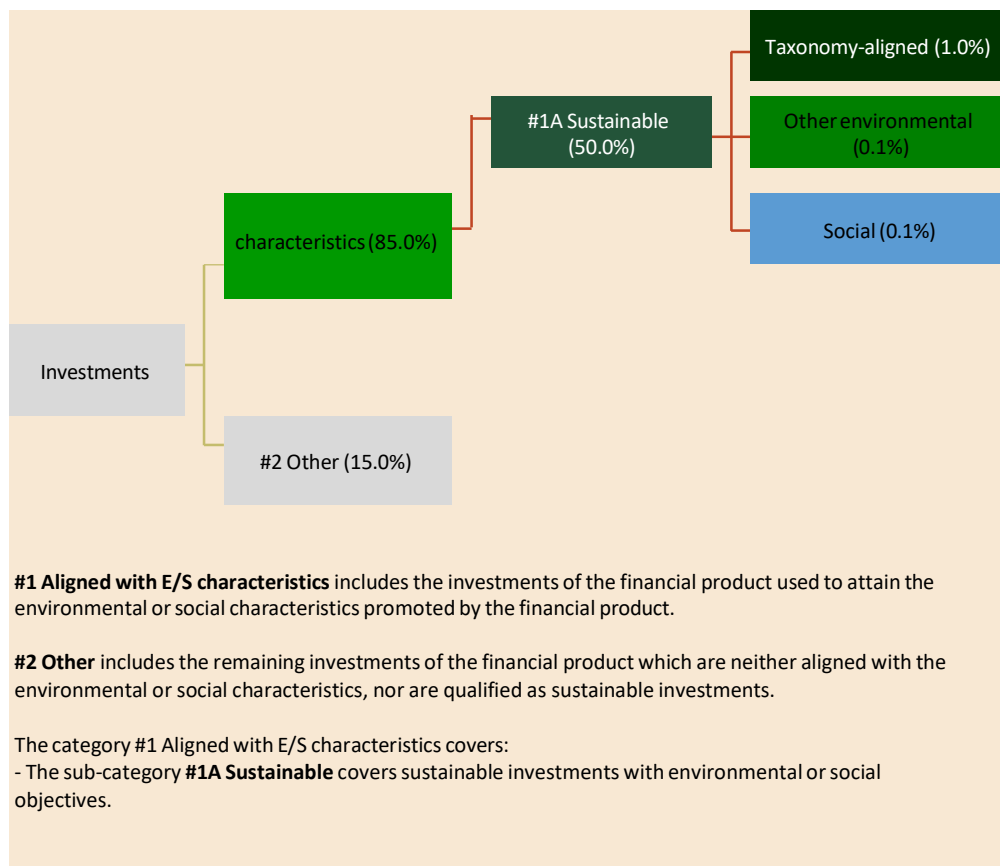 Taxonomy-aligned (1.0%)
#1A Sustainable
(50.0%)
Other environmental
(0.1%)
characteristics (85.0%)
Social (0.1%)
Investments
#2 Other (15.0%)
#1 Aligned with E/S characteristics includes the investments of the financial product used to attain the
environmental or social characteristics promoted by the financial product.
#2 Other includes the remaining investments of the financial product which are neither aligned with the
environmental or social characteristics, nor are qualified as sustainable investments.
The category #1 Aligned with E/S characteristics covers:
- The sub-category #1A Sustainable covers sustainable investments with environmental or social
objectives.